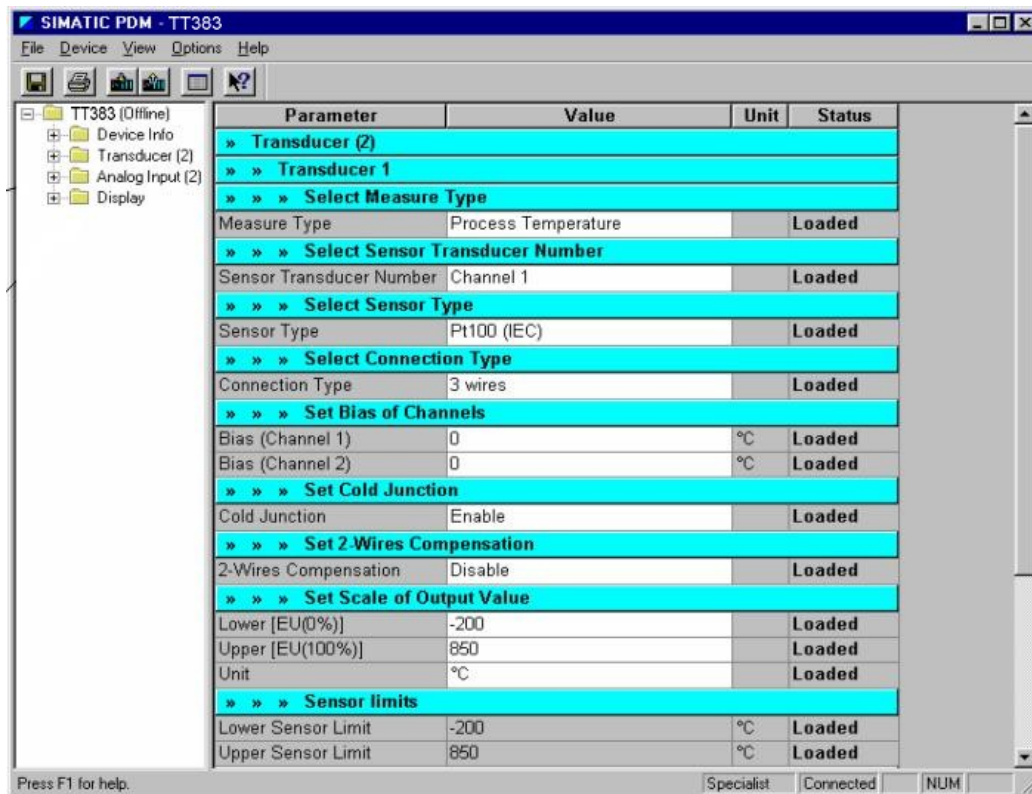 SIMATIC PDM - TT383
File Device View Options Help
TT383 (Offline)
Device Info
Transducer (2)
Analog Input (2)
Display
Parameter Value Unit Status
» Transducer (2)
» » Transducer 1
» » » Select Measure Type
Measure Type Process Temperature Loaded
» » » Select Sensor Transducer Number
Sensor Transducer Number Channel 1 Loaded
» » » Select Sensor Type
Sensor Type Pt100 (IEC) Loaded
» » » Select Connection Type
Connection Type 3 wires Loaded
» » » Set Bias of Channels
Bias (Channel 1) 0 °C Loaded
Bias (Channel 2) 0 °C Loaded
» » » Set Cold Junction
Cold Junction Enable Loaded
» » » Set 2-Wires Compensation
2-Wires Compensation Disable Loaded
» » » Set Scale of Output Value
Lower [EU(0%)] -200 Loaded
Upper [EU(100%)] 850 Loaded
Unit °C Loaded
» » » Sensor limits
Lower Sensor Limit -200 °C Loaded
Upper Sensor Limit 850 °C Loaded
Press F1 for help. Specialist Connected NUM